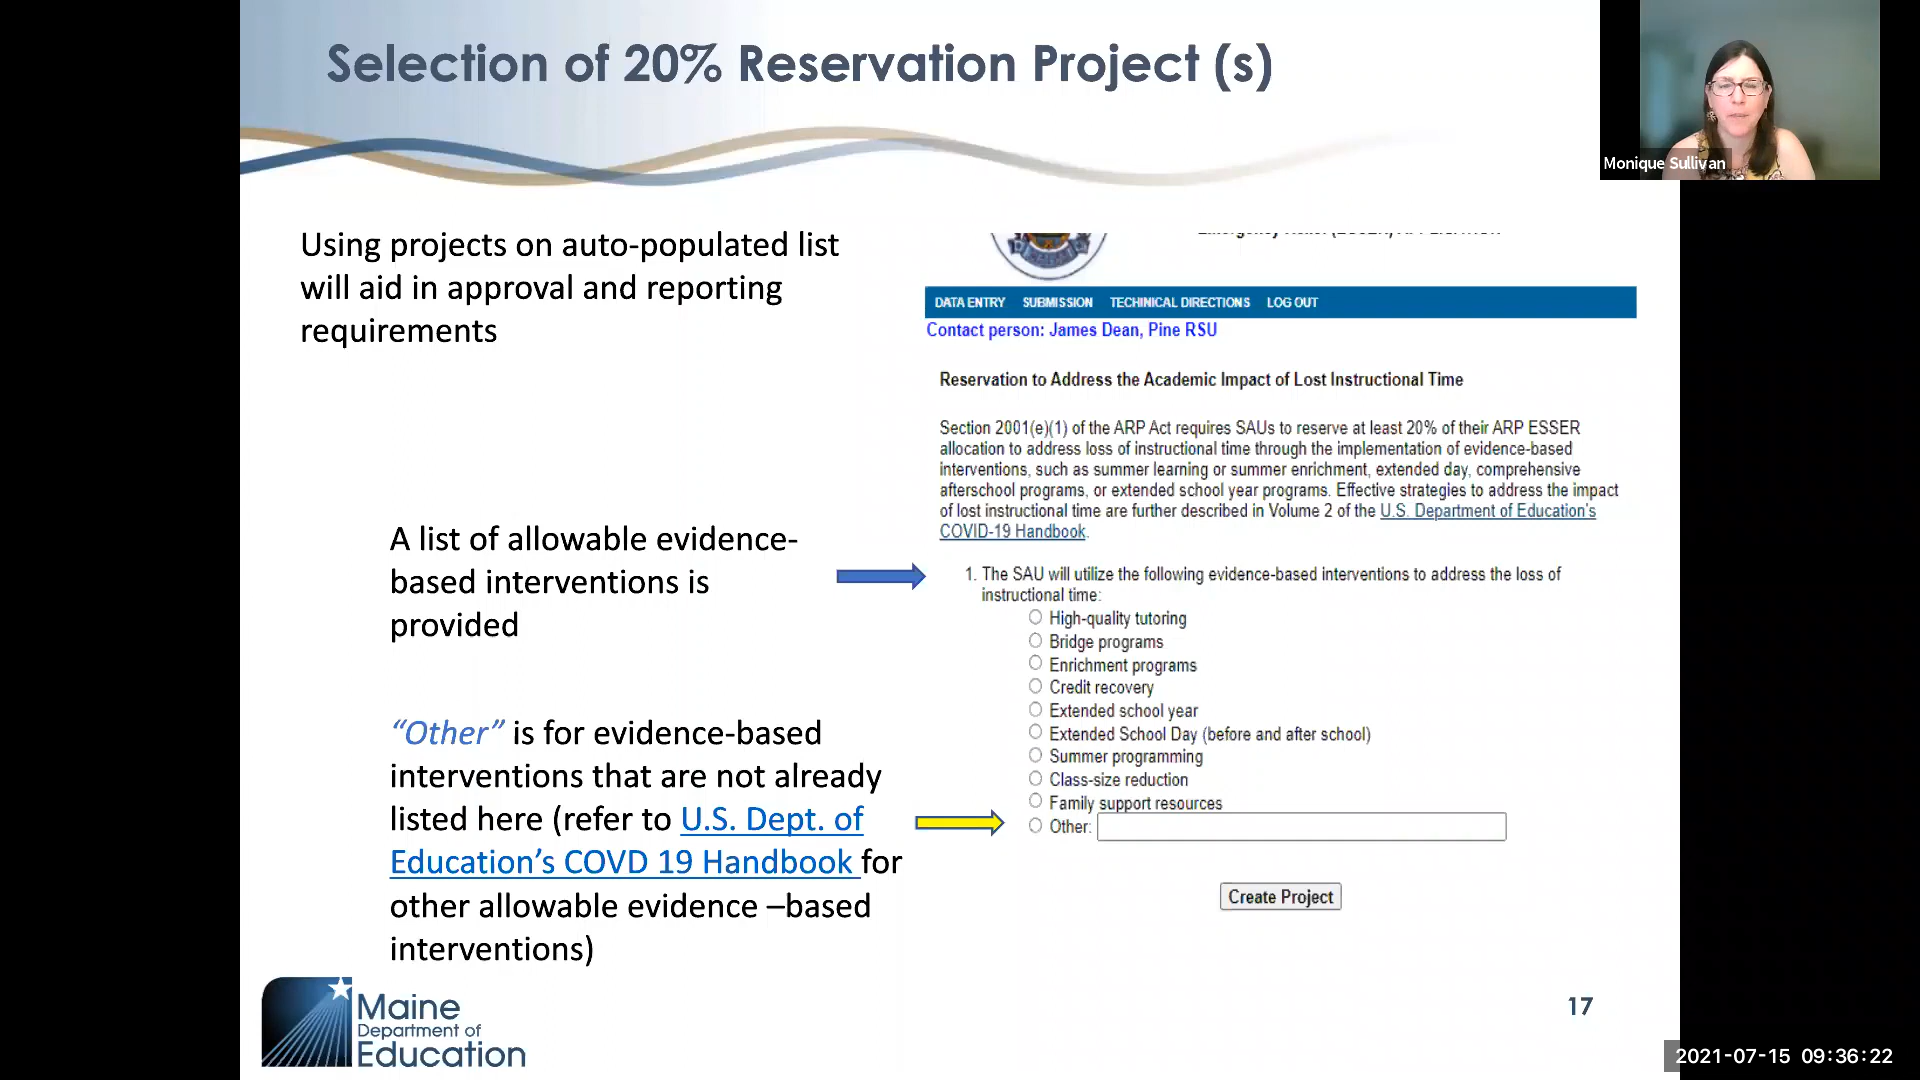 Selection of 20% Reservation Project (s)
Monique Sullivan
Using projects on auto-populated list
will aid in approval and reporting
requirements
DATA ENTRY SUBMISSION TECHINICAL DIRECTIONS LOG OUT
Contact person: James Dean, Pine RSU
Reservation to Address the Academic Impact of Lost Instructional Time
Section 2001(e)(1) of the ARP Act requires SAUs to reserve at least 20% of their ARP ESSER
allocation to address loss of instructional time through the implementation of evidence-based
interventions, such as summer learning or summer enrichment, extended day, comprehensive
afterschool programs, or extended school year programs. Effective strategies to address the impact
of lost instructional time are further described in Volume 2 of the U.S. Department of Education's
COVID-19 Handbook.
A list of allowable evidence-
based interventions is
provided
1. The SAU will utilize the following evidence-based interventions to address the loss of
instructional time:
High-quality tutoring
Bridge programs
Enrichment programs
Credit recovery
Extended school year
Extended School Day (before and after school)
Summer programming
Class-size reduction
Family support resources
Other:
Create Project
“Other” is for evidence-based
interventions that are not already
listed here (refer to U.S. Dept. of
Education’s COVD 19 Handbook for
other allowable evidence –based
interventions)
Maine
Department of
Education
17
2021-07-15 09:36:22